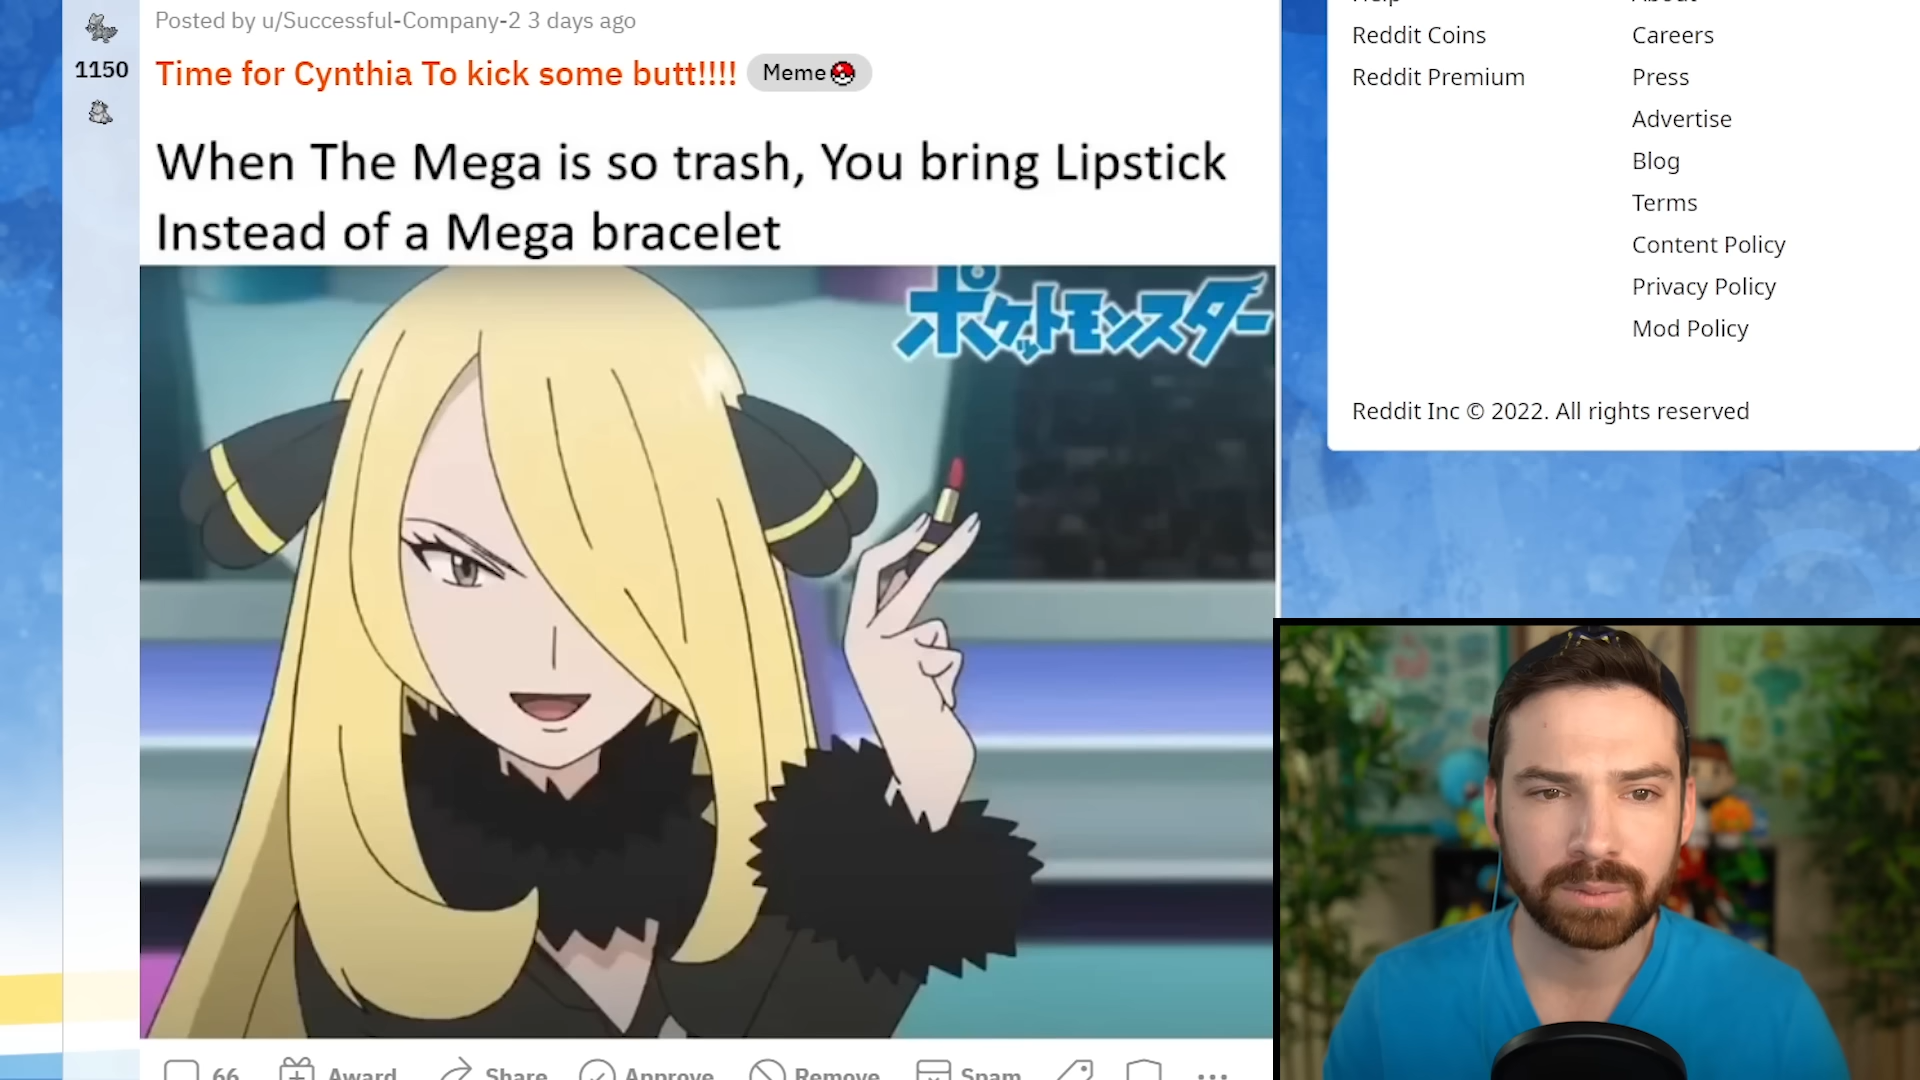 Posted by u/Successful-Company-2 3 days ago
1150
Time for Cynthia To kick some butt!!!! Meme
When The Mega is so trash, You bring Lipstick
Instead of a Mega bracelet
ポケットモンスター
66 Award Share Approve Remove Spam ...
Help About
Reddit Coins Careers
Reddit Premium Press
Advertise
Blog
Terms
Content Policy
Privacy Policy
Mod Policy
Reddit Inc © 2022. All rights reserved